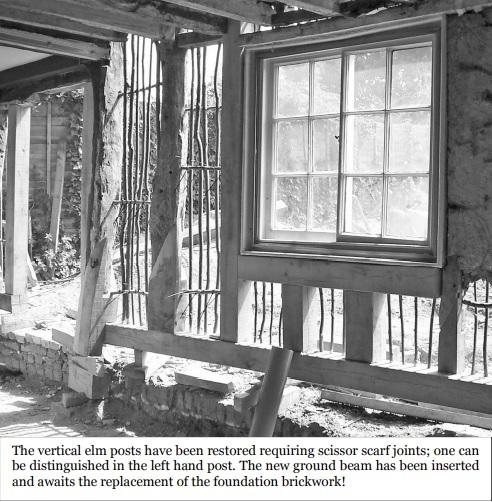 The vertical elm posts have been restored requiring scissor scarf joints; one can
be distinguished in the left hand post. The new ground beam has been inserted
and awaits the replacement of the foundation brickwork!